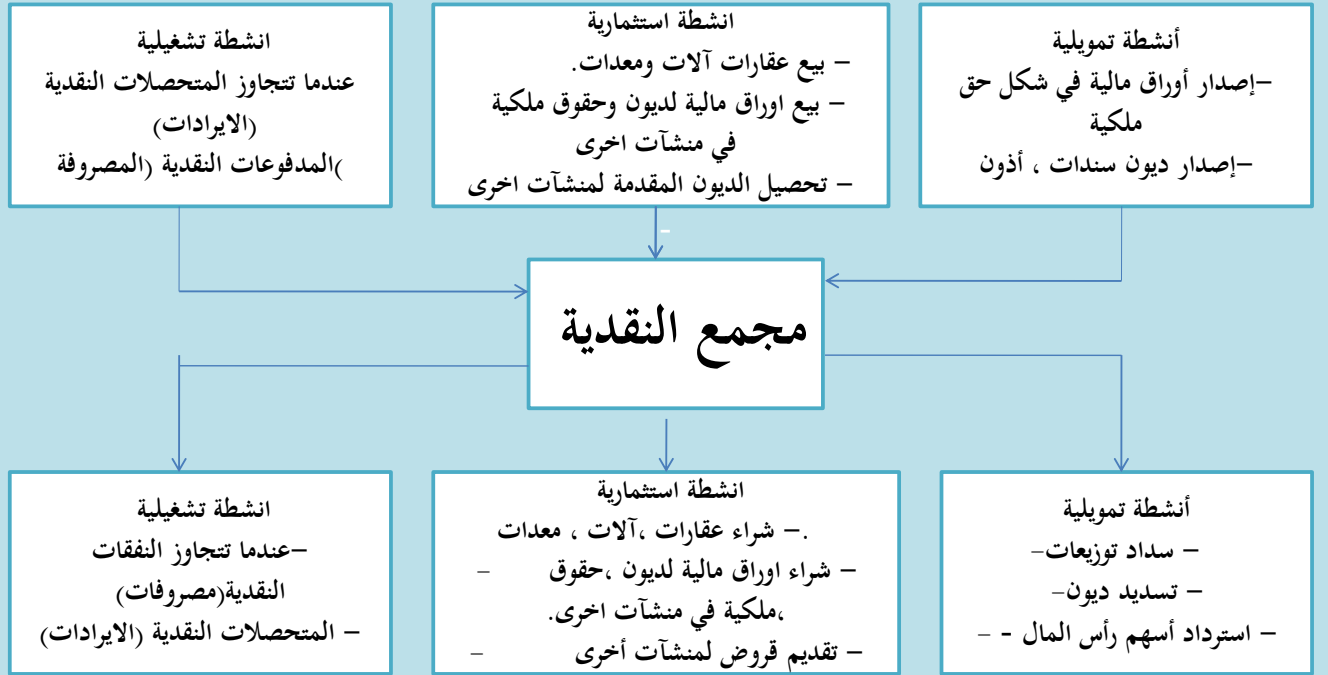 أنشطة تمويلية
–إصدار أوراق مالية في شكل حق
ملكية
–إصدار ديون سندات ، أذون
انشطة استثمارية
– بيع عقارات آلات ومعدات.
– بيع اوراق مالية لديون وحقوق ملكية
في منشآت اخرى
– تحصيل الديون المقدمة لمنشآت اخرى
–
انشطة تشغيلية
عندما تتجاوز المتحصلات النقدية
(الايرادات)
)المدفوعات النقدية (المصروفة
مجمع النقدية
أنشطة تمويلية
– سداد توزيعات–
– تسديد ديون–
– استرداد أسهم رأس المال - –
انشطة استثمارية
.– شراء عقارات ،آلات ، معدات
– شراء اوراق مالية لديون ،حقوق –
،ملكية في منشآت اخرى.
– تقديم قروض لمنشآت أخرى –
انشطة تشغيلية
–عندما تتجاوز النفقات
النقدية(مصروفات)
– المتحصلات النقدية (الايرادات)